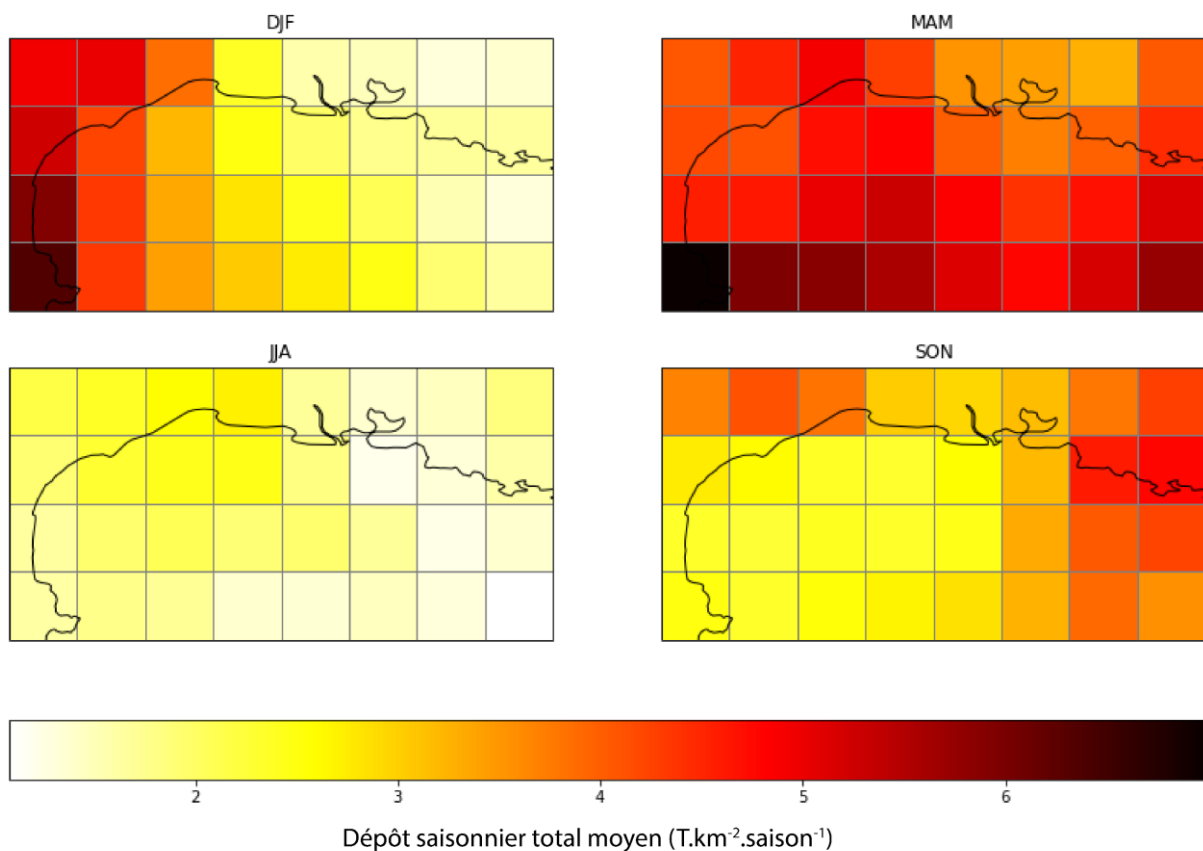 DJF
MAM
JJA
SON
2 3 4 5 6
Dépôt saisonnier total moyen (T.km⁻².saison⁻¹)